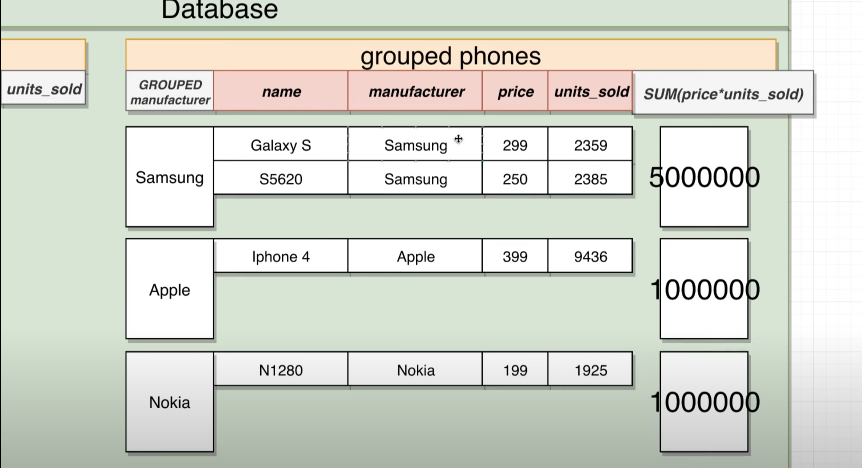 Database
grouped phones
units_sold
GROUPED
manufacturer
name
manufacturer
price
units_sold
SUM(price*units_sold)
Samsung
Galaxy S
Samsung
299
2359
S5620
Samsung
250
2385
5000000
Apple
Iphone 4
Apple
399
9436
1000000
Nokia
N1280
Nokia
199
1925
1000000